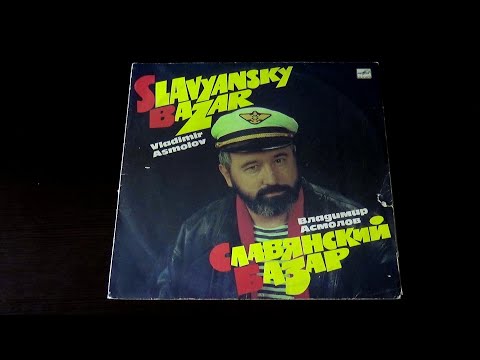 SLAVYANSKY
BAZAR
Vladimir
Asmolov
Владимир
Асмолов
СЛАВЯНСКИЙ
БАЗАР